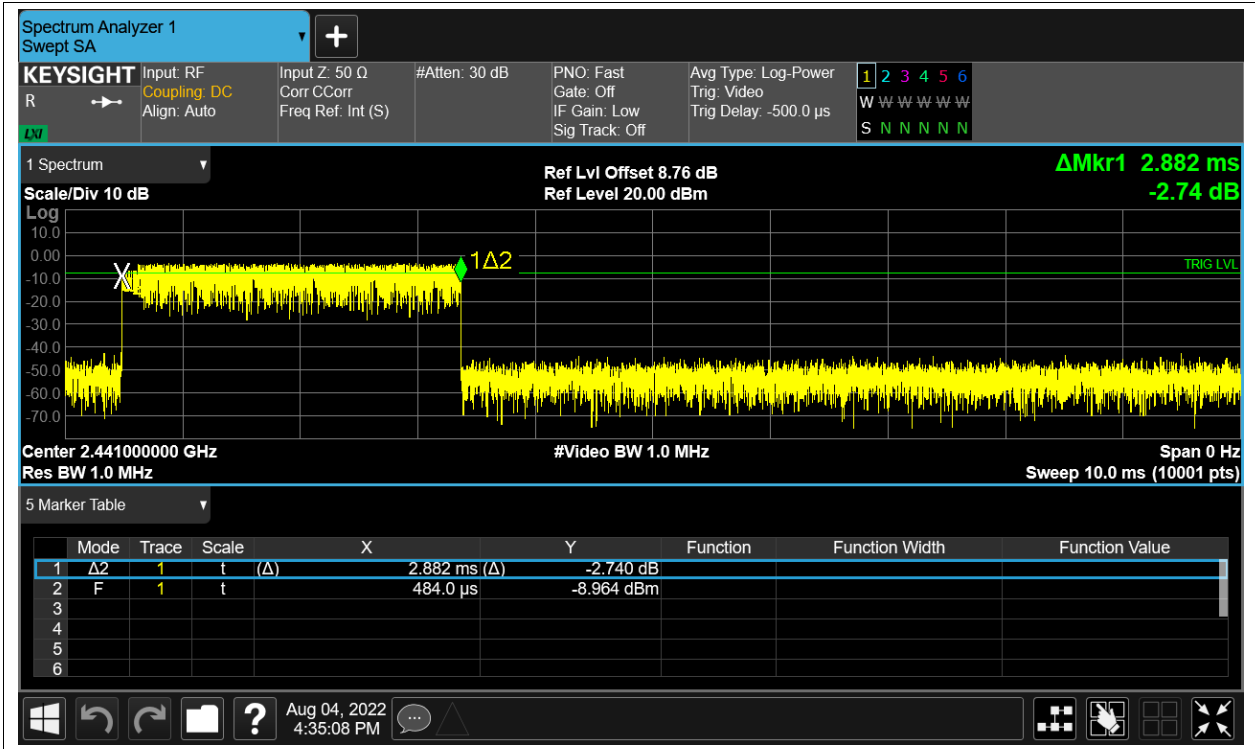 Spectrum Analyzer 1
Swept SA
KEYSIGHT
R
LXI
Input: RF
Coupling: DC
Align: Auto
Input Z: 50 Ω
Corr CCorr
Freq Ref: Int (S)
#Atten: 30 dB
PNO: Fast
Gate: Off
IF Gain: Low
Sig Track: Off
Avg Type: Log-Power
Trig: Video
Trig Delay: -500.0 µs
1 2 3 4 5 6
W W W W W W
S N N N N N
1 Spectrum
Scale/Div 10 dB
Ref Lvl Offset 8.76 dB
Ref Level 20.00 dBm
ΔMkr1 2.882 ms
-2.74 dB
Log
10.0
0.00
-10.0
-20.0
-30.0
-40.0
-50.0
-60.0
-70.0
X
1Δ2
TRIG LVL
Center 2.441000000 GHz
Res BW 1.0 MHz
#Video BW 1.0 MHz
Span 0 Hz
Sweep 10.0 ms (10001 pts)
5 Marker Table
Mode Trace Scale X Y Function Function Width Function Value
1 Δ2 1 t (Δ) 2.882 ms (Δ) -2.740 dB
2 F 1 t 484.0 µs -8.964 dBm
3
4
5
6
?
Aug 04, 2022
4:35:08 PM